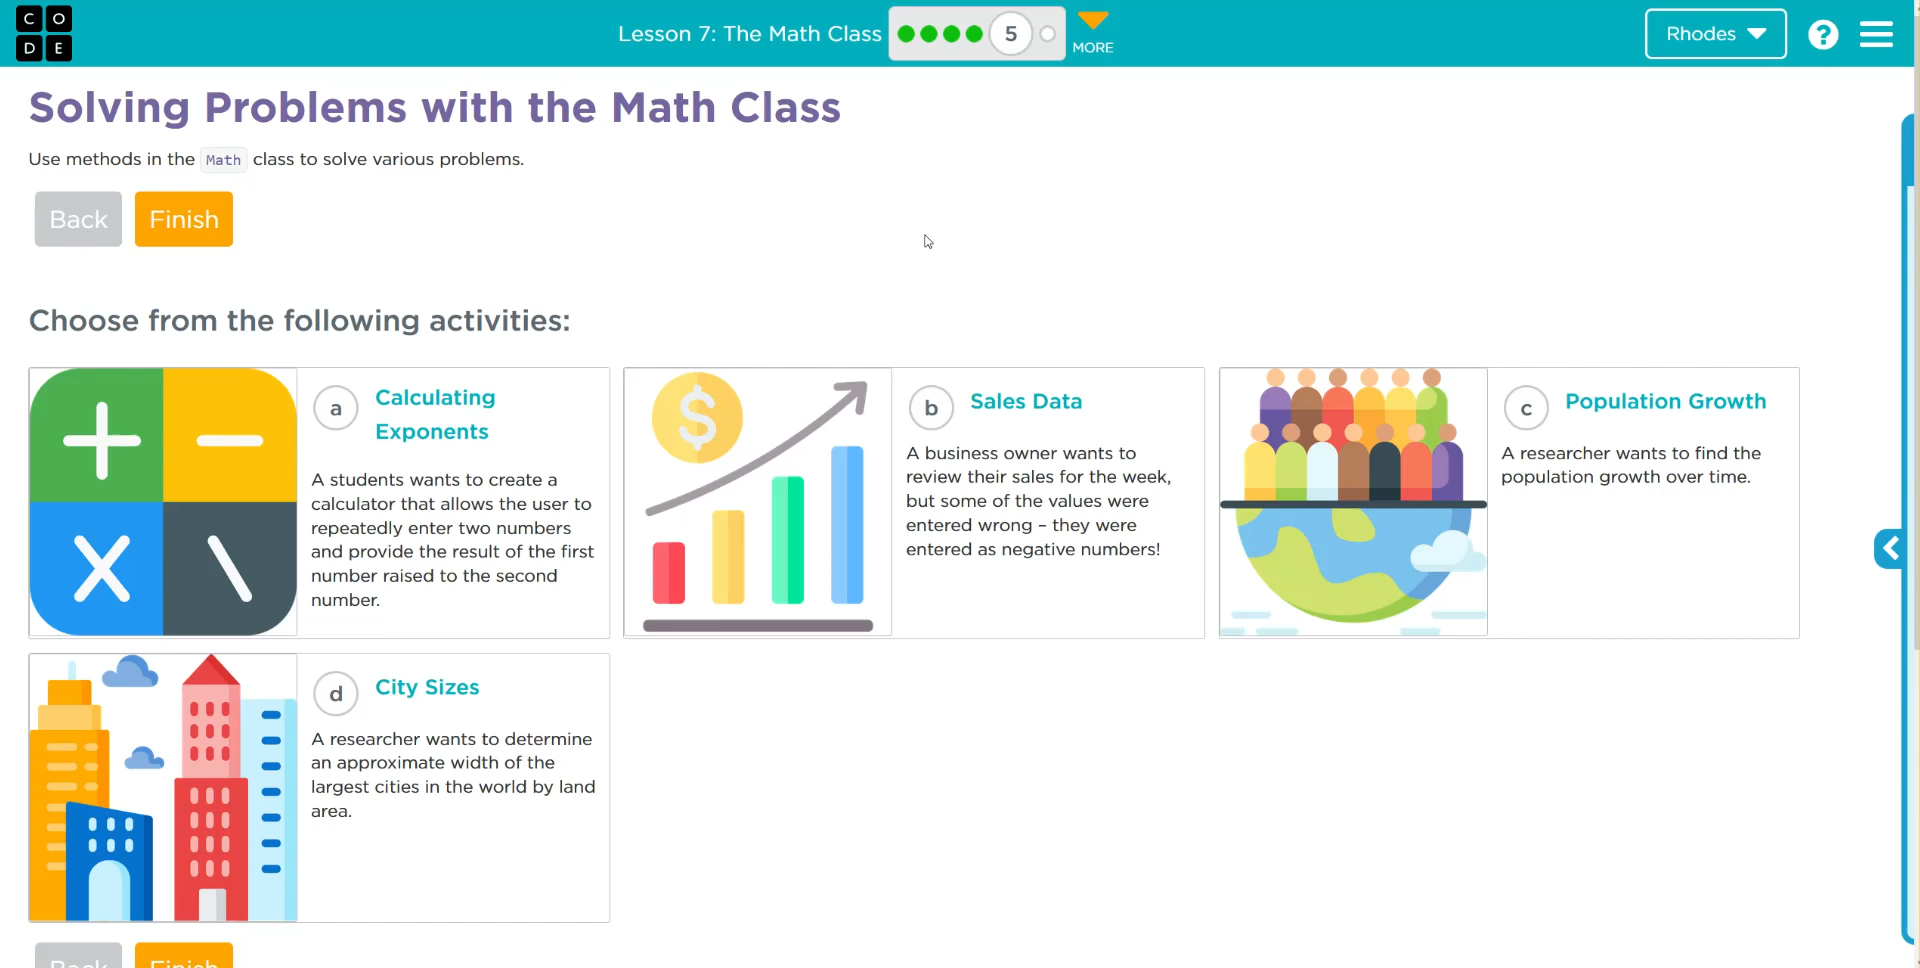 C O
D E
Lesson 7: The Math Class
5
MORE
Rhodes
?
Solving Problems with the Math Class
Use methods in the Math class to solve various problems.
Back
Finish
Choose from the following activities:
a
Calculating
Exponents
A students wants to create a
calculator that allows the user to
repeatedly enter two numbers
and provide the result of the first
number raised to the second
number.
$
b
Sales Data
A business owner wants to
review their sales for the week,
but some of the values were
entered wrong – they were
entered as negative numbers!
c
Population Growth
A researcher wants to find the
population growth over time.
d
City Sizes
A researcher wants to determine
an approximate width of the
largest cities in the world by land
area.
Back
Finish